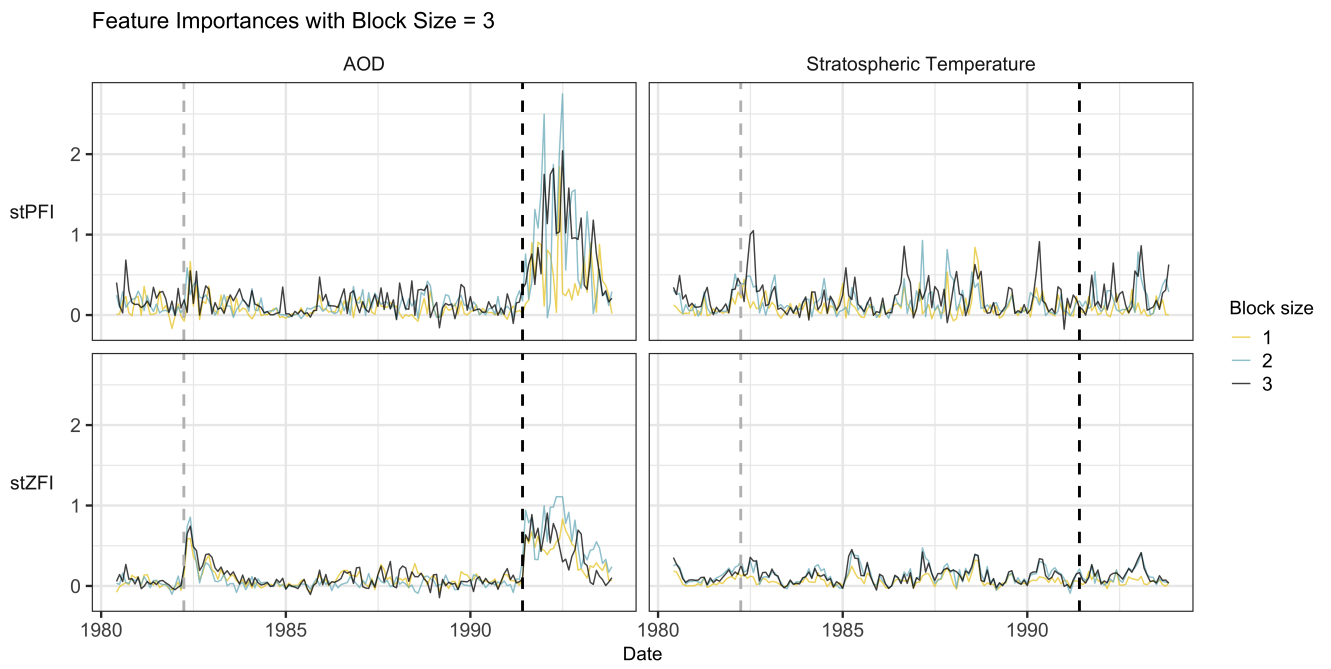 Feature Importances with Block Size = 3
AOD
Stratospheric Temperature
stPFI
2
1
0
stZFI
2
1
0
1980
1985
1990
1980
1985
1990
Date
Block size
1
2
3